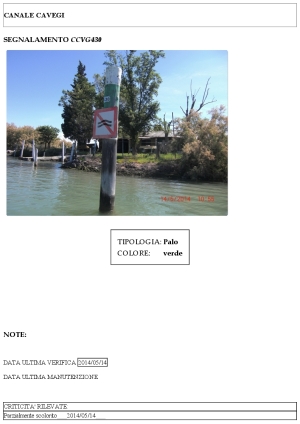 CANALE CAVEGI
SEGNALAMENTO CCVG430
TIPOLOGIA: Palo
COLORE: verde
NOTE:
DATA ULTIMA VERIFICA 2014/05/14
DATA ULTIMA MANUTENZIONE
CRITICITA' RILEVATE
Parzialmente scolorito 2014/05/14